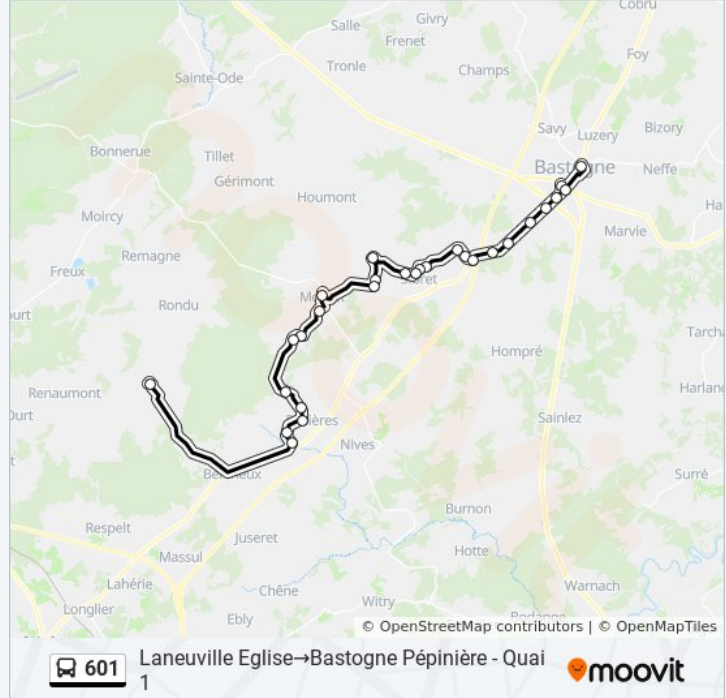 Cobru
Salle
Givry
Frenet
Foy
Tronle
Champs
Sainte-Ode
Savy
Luzery
Bizory
Bonnerue
Tillet
Bastogne
Neffe
Gérimont
Houmont
Moircy
Marvie
Remagne
Freux
Rondu
Hompré
Renaumont
Sainlez
Nives
Surré
Burnon
Respelt
Juseret
Hotte
Massul
Lahérie
Chêne
Warnach
Witry
Longlier
Ebly
© OpenStreetMap contributors | © OpenMapTiles
601
Laneuville Eglise→Bastogne Pépinière - Quai
1
moovit